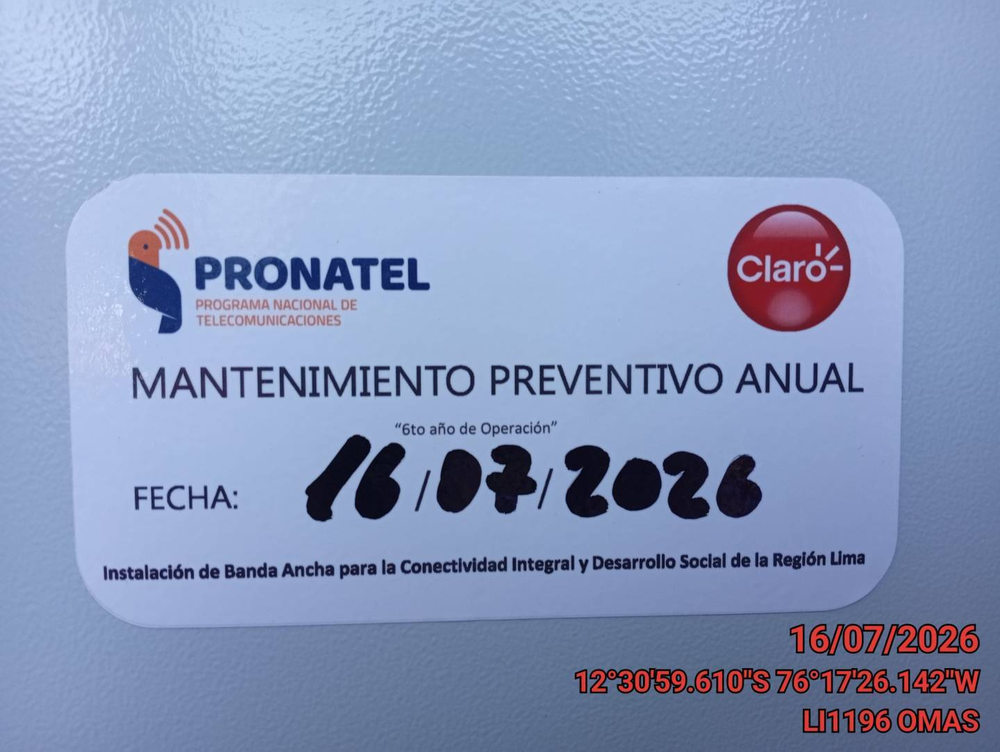 PRONATEL
PROGRAMA NACIONAL DE
TELECOMUNICACIONES
Claro
MANTENIMIENTO PREVENTIVO ANUAL
“6to año de Operación”
FECHA: 16/07/2026
Instalación de Banda Ancha para la Conectividad Integral y Desarrollo Social de la Región Lima
16/07/2026
12°30'59.610"S 76°17'26.142"W
LI1196 OMAS